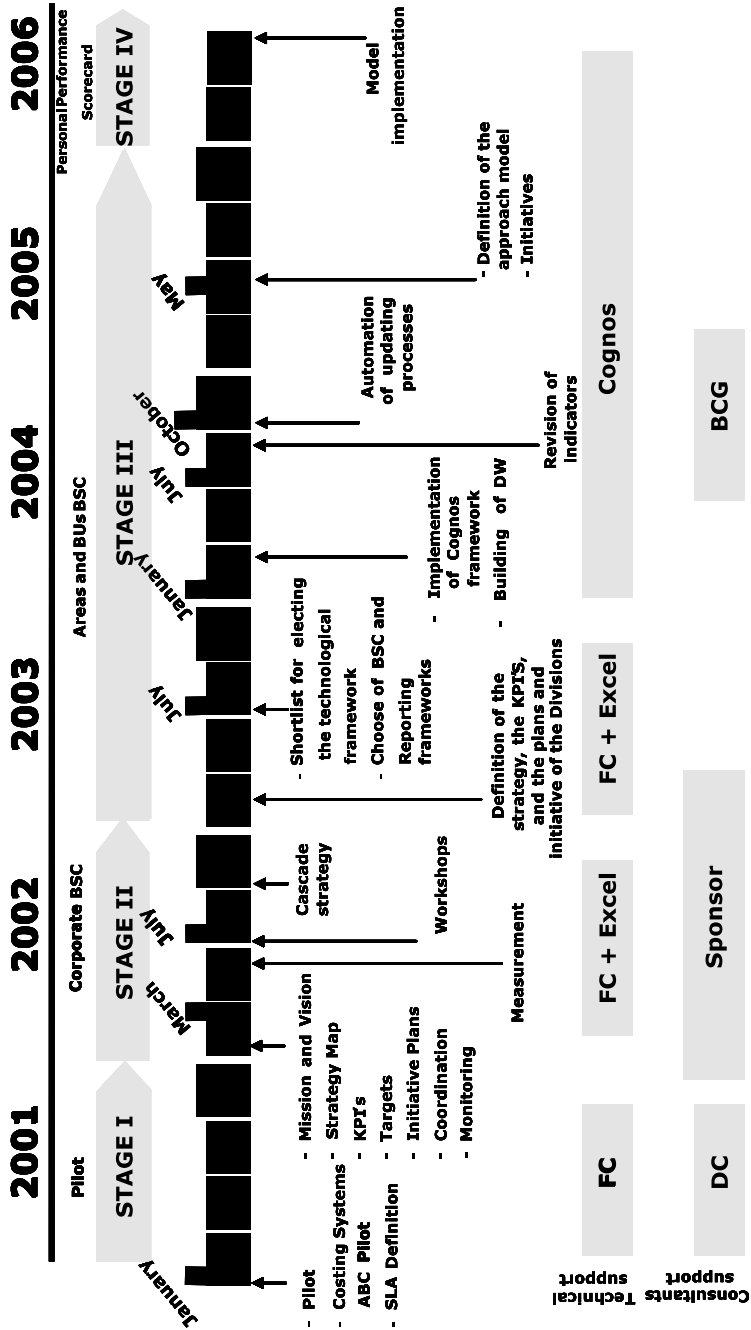 2001
2002
2003
2004
2005
2006
Pilot
Corporate BSC
Areas and BUs BSC
Personal Performance
Scorecard
STAGE I
STAGE II
STAGE III
STAGE IV
January
March
July
July
January
July
October
May
- Pilot
- Costing Systems
ABC Pilot
- SLA Definition
- Mission and Vision
- Strategy Map
- KPI's
- Targets
- Initiative Plans
- Coordination
- Monitoring
Measurement
Workshops
Cascade
strategy
Definition of the
strategy, the KPI'S,
and the plans and
initiative of the Divisions
- Shortlist for electing
the technological
framework
- Choose of BSC and
Reporting
frameworks
- Implementation
of Cognos
framework
- Building of DW
Revision of
indicators
Automation
of updating
processes
- Definition of the
approach model
- Initiatives
Model
implementation
Technical
support
FC
FC + Excel
FC + Excel
Cognos
Consultants
support
DC
Sponsor
BCG